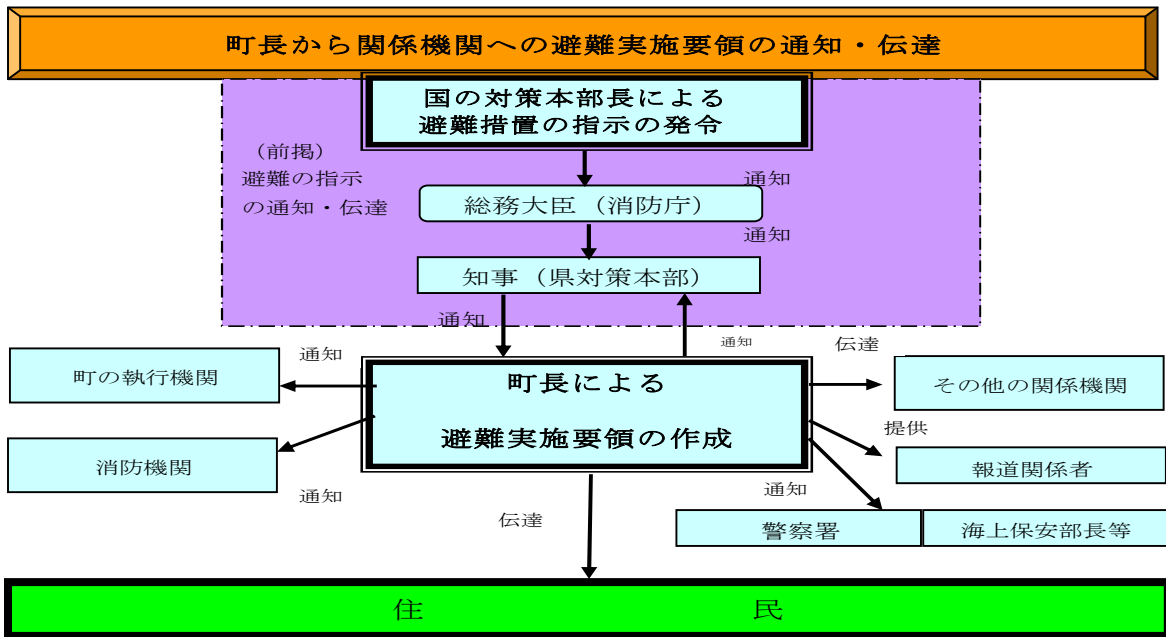 町長から関係機関への避難実施要領の通知・伝達
国の対策本部長による
避難措置の指示の発令
（前掲）
避難の指示
の通知・伝達
通知
総務大臣（消防庁）
通知
知事（県対策本部）
通知
通知
伝達
通知
町の執行機関
町長による
避難実施要領の作成
その他の関係機関
提供
消防機関
報道関係者
通知
通知
伝達
警察署
海上保安部長等
住　民